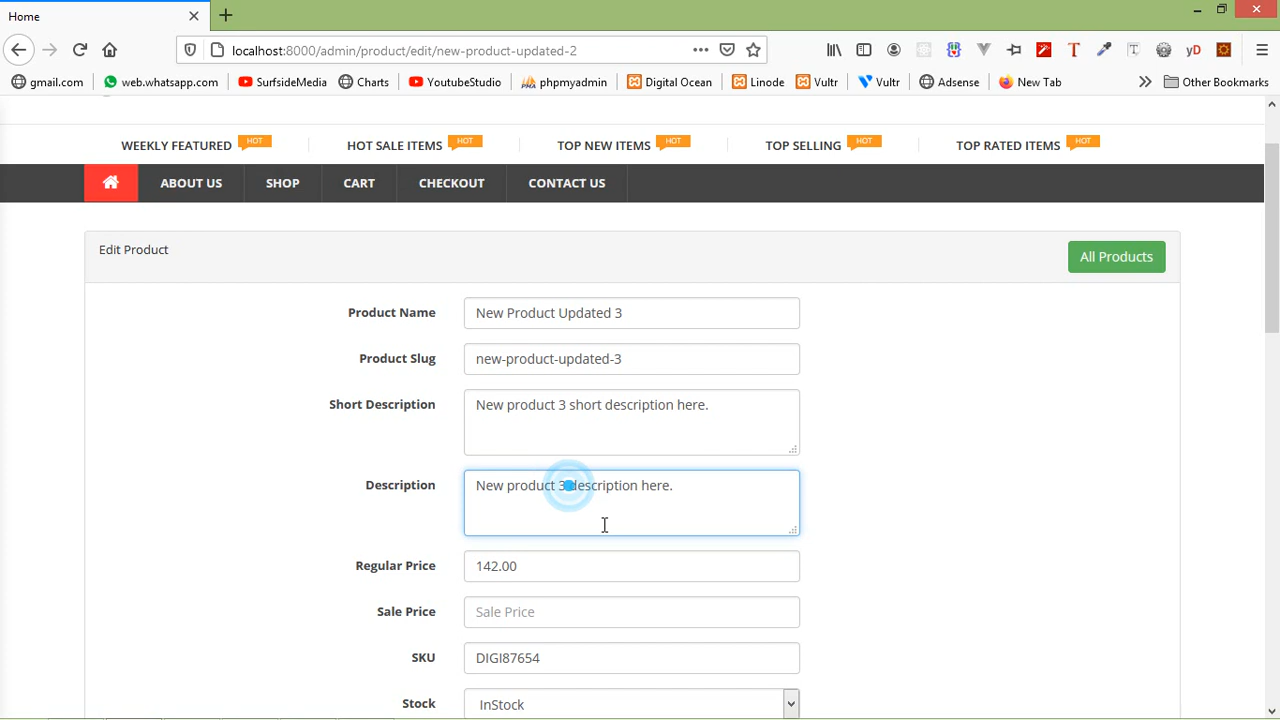 Home
localhost:8000/admin/product/edit/new-product-updated-2
gmail.com web.whatsapp.com SurfsideMedia Charts YoutubeStudio phpmyadmin Digital Ocean Linode Vultr Vultr Adsense New Tab Other Bookmarks
WEEKLY FEATURED HOT HOT SALE ITEMS HOT TOP NEW ITEMS HOT TOP SELLING HOT TOP RATED ITEMS HOT
ABOUT US SHOP CART CHECKOUT CONTACT US
Edit Product All Products
Product Name New Product Updated 3
Product Slug new-product-updated-3
Short Description New product 3 short description here.
Description New product 3 description here.
Regular Price 142.00
Sale Price Sale Price
SKU DIGI87654
Stock InStock